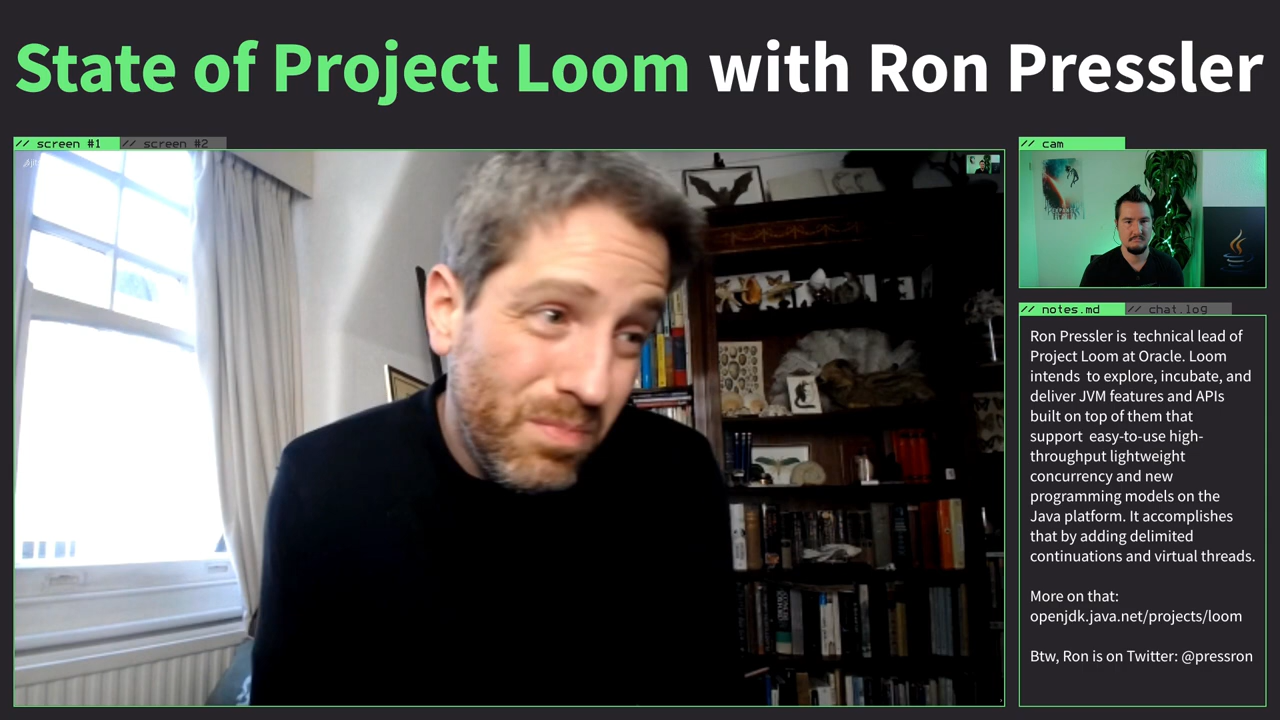 State of Project Loom with Ron Pressler
// screen #1
// screen #2
// cam
// notes.md
// chat.log
Ron Pressler is technical lead of
Project Loom at Oracle. Loom
intends to explore, incubate, and
deliver JVM features and APIs
built on top of them that
support easy-to-use high-
throughput lightweight
concurrency and new
programming models on the
Java platform. It accomplishes
that by adding delimited
continuations and virtual threads.
More on that:
openjdk.java.net/projects/loom
Btw, Ron is on Twitter: @pressron